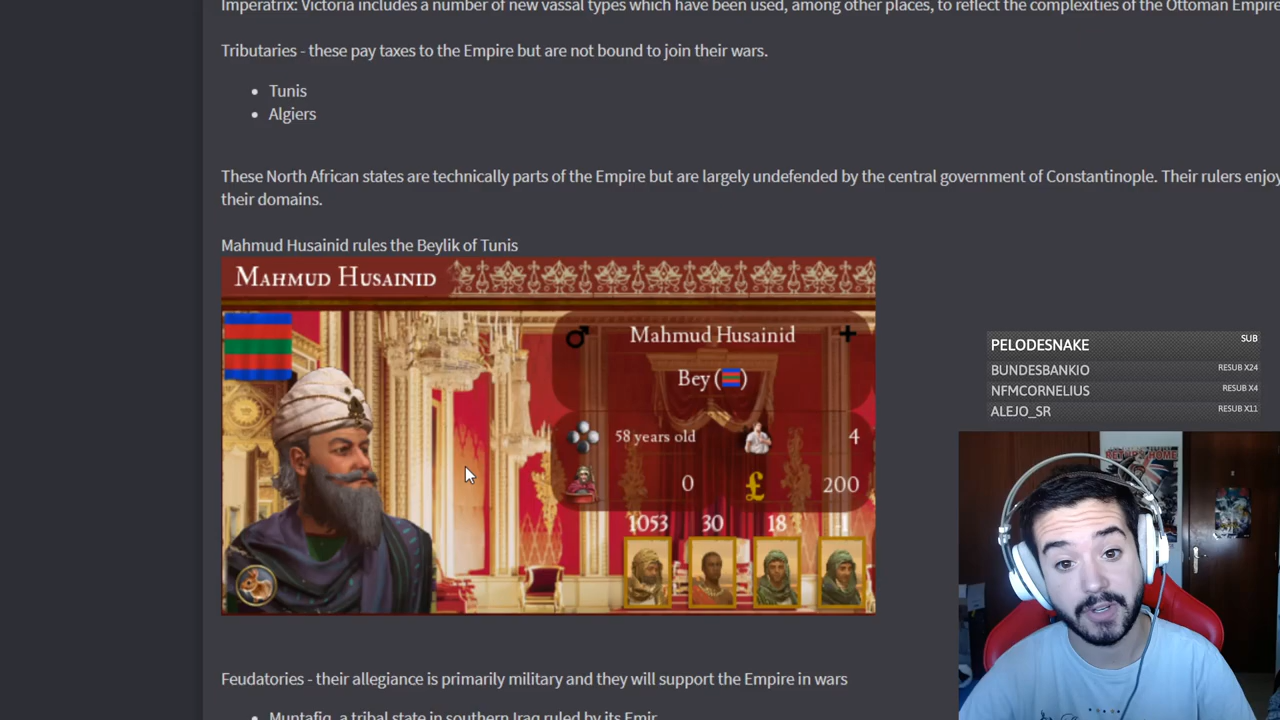 Imperatrix: Victoria includes a number of new vassal types which have been used, among other places, to reflect the complexities of the Ottoman Empire
Tributaries - these pay taxes to the Empire but are not bound to join their wars.
Tunis
Algiers
These North African states are technically parts of the Empire but are largely undefended by the central government of Constantinople. Their rulers enjoy
their domains.
Mahmud Husainid rules the Beylik of Tunis
MAHMUD HUSAINID
Mahmud Husainid
Bey ( )
58 years old 4
0 £ 200
1053 30 18 -1
PELODESNAKE SUB
BUNDESBANKIO RESUB X24
NFMCORNELIUS RESUB X4
ALEJO_SR RESUB X11
Feudatories - their allegiance is primarily military and they will support the Empire in wars
Muntafiq, a tribal state in southern Iraq ruled by its Emir